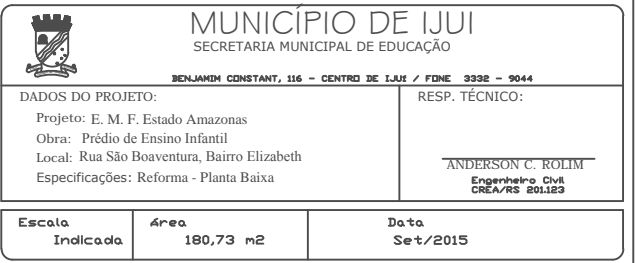 MUNICÍPIO DE IJUI
SECRETARIA MUNICIPAL DE EDUCAÇÃO
BENJAMIM CONSTANT, 116 - CENTRO DE IJUI / FONE 3332 - 9044
DADOS DO PROJETO:
Projeto: E. M. F. Estado Amazonas
Obra: Prédio de Ensino Infantil
Local: Rua São Boaventura, Bairro Elizabeth
Especificações: Reforma - Planta Baixa
RESP. TÉCNICO:
ANDERSON C. ROLIM
Engenheiro Civil
CREA/RS 201.123
Escala
Indicada
Área
180,73 m2
Data
Set/2015